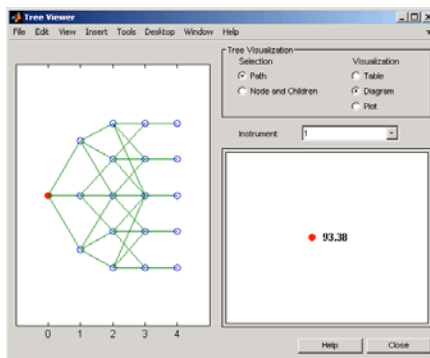 Tree Viewer
File Edit View Insert Tools Desktop Window Help
Tree Visualization
Selection
Visualization
Path
Table
Node and Children
Diagram
Plot
Instrument:
1
93.38
0 1 2 3 4
Help
Close